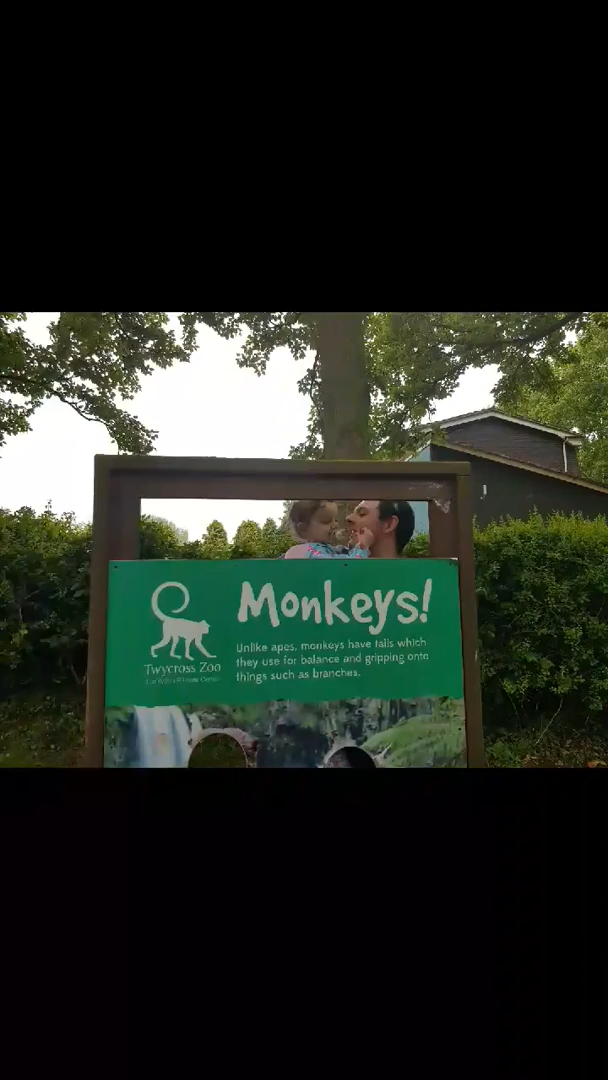 Monkeys!
Unlike apes, monkeys have tails which
they use for balance and gripping onto
things such as branches.
Twycross Zoo